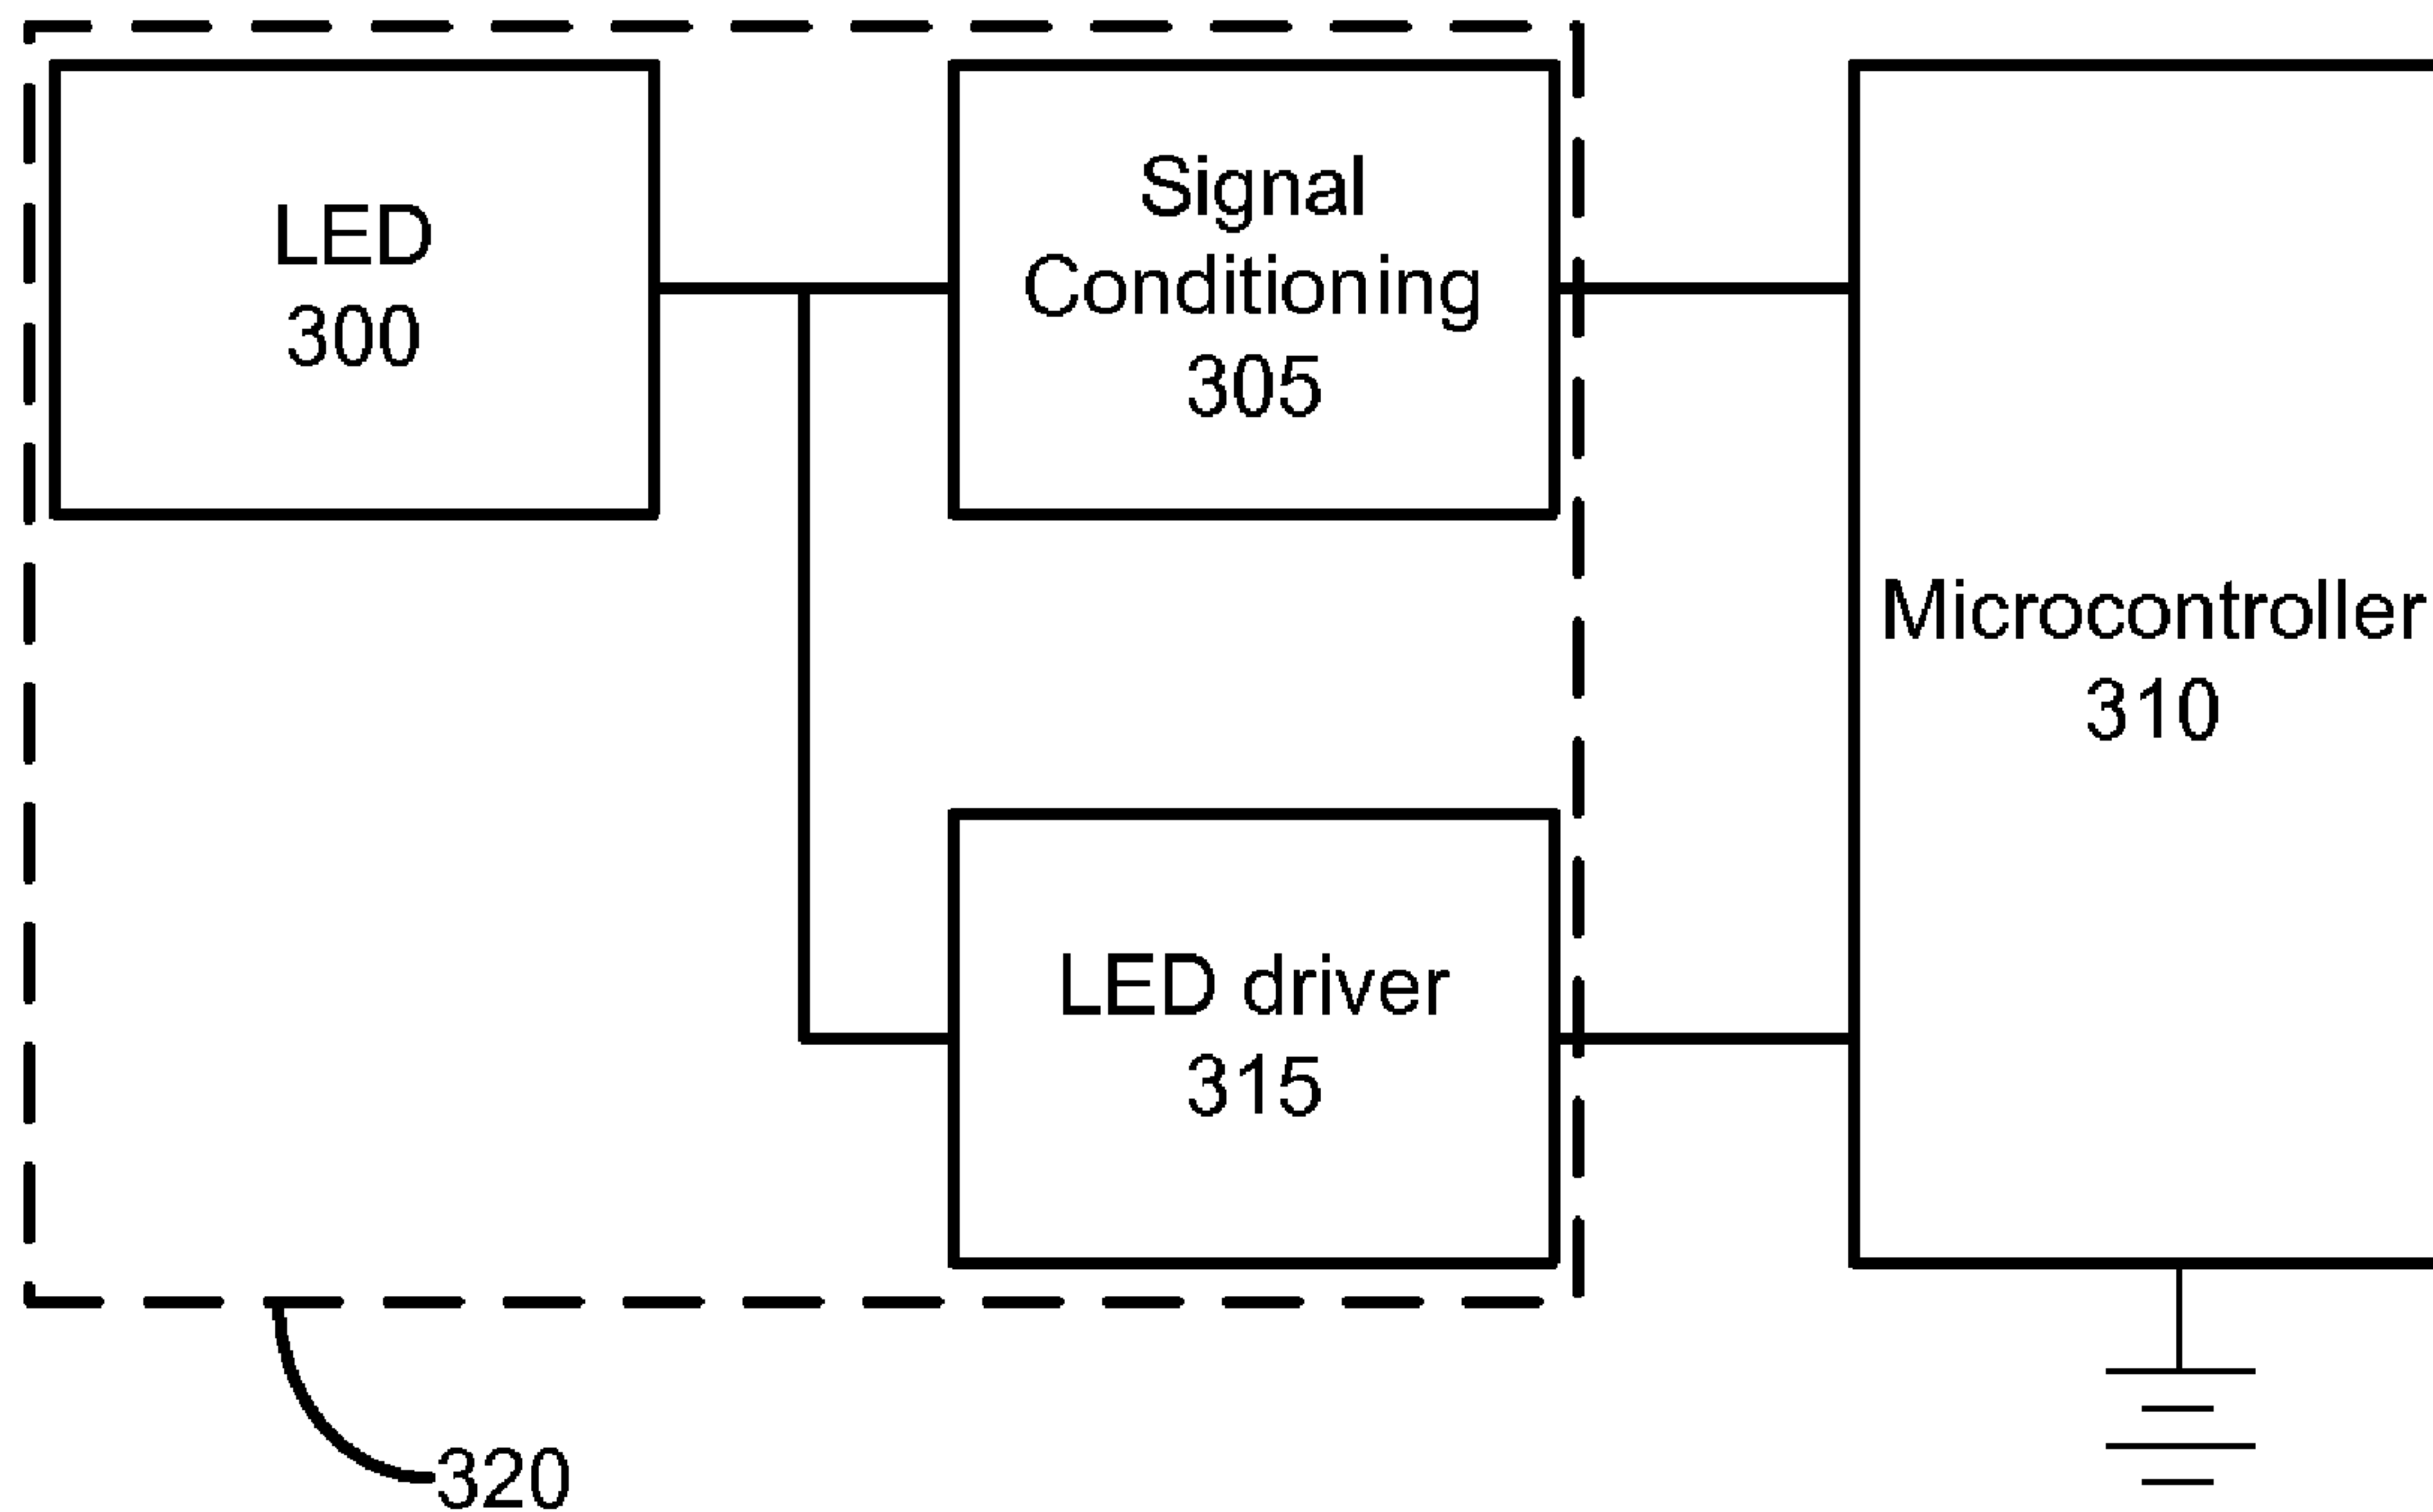 LED
300
Signal
Conditioning
305
Microcontroller
310
LED driver
315
320